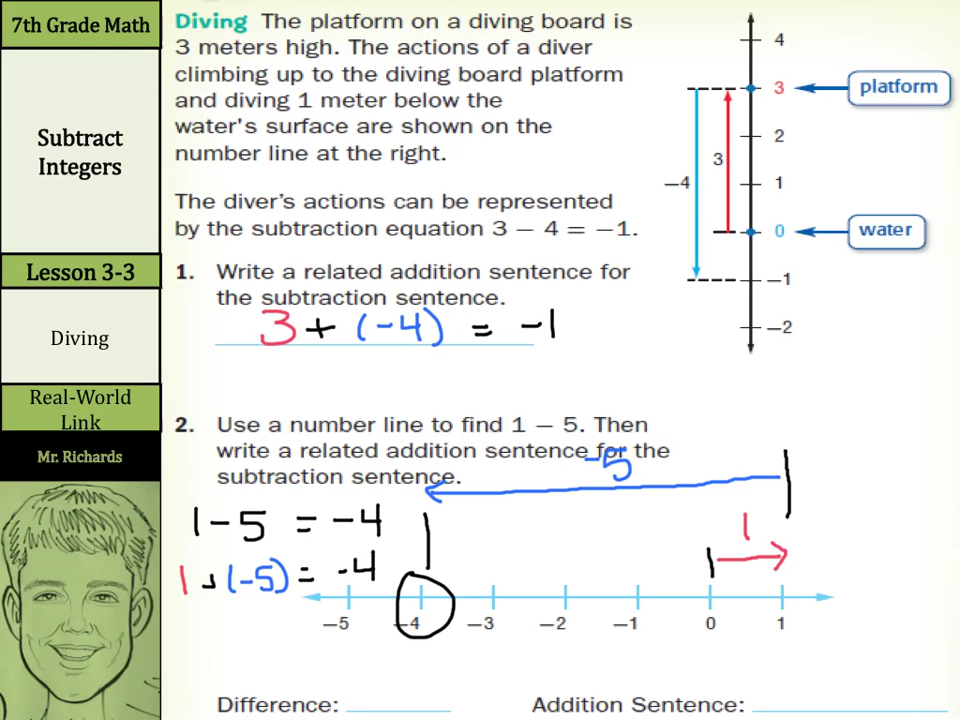 7th Grade Math
Subtract
Integers
Lesson 3-3
Diving
Real-World
Link
Mr. Richards
Diving The platform on a diving board is
3 meters high. The actions of a diver
climbing up to the diving board platform
and diving 1 meter below the
water's surface are shown on the
number line at the right.
The diver's actions can be represented
by the subtraction equation 3 − 4 = −1.
1. Write a related addition sentence for
the subtraction sentence.
3 + (-4) = -1
4
3
platform
2
3
1
−4
0
water
−1
−2
2. Use a number line to find 1 − 5. Then
write a related addition sentence for the
subtraction sentence.
-5
1 - 5 = -4
1
1 + (-5) = -4
−5 −4 −3 −2 −1 0 1
Difference:
Addition Sentence: